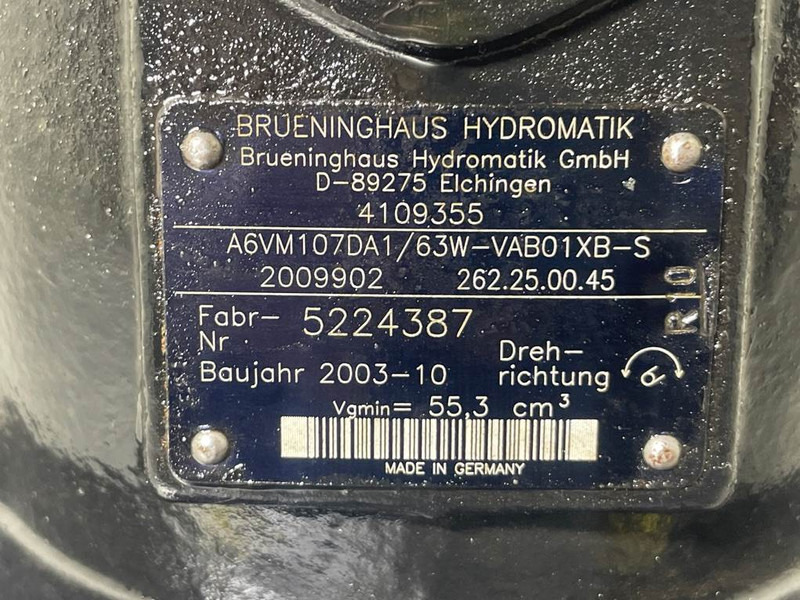 BRUENINGHAUS HYDROMATIK
Brueninghaus Hydromatik GmbH
D-89275 Elchingen
4109355
A6VM107DA1/63W-VAB01XB-S
2009902 262.25.00.45
R10
Fabr-Nr 5224387
Baujahr 2003-10
Dreh-
richtung
Vgmin= 55,3 cm³
MADE IN GERMANY